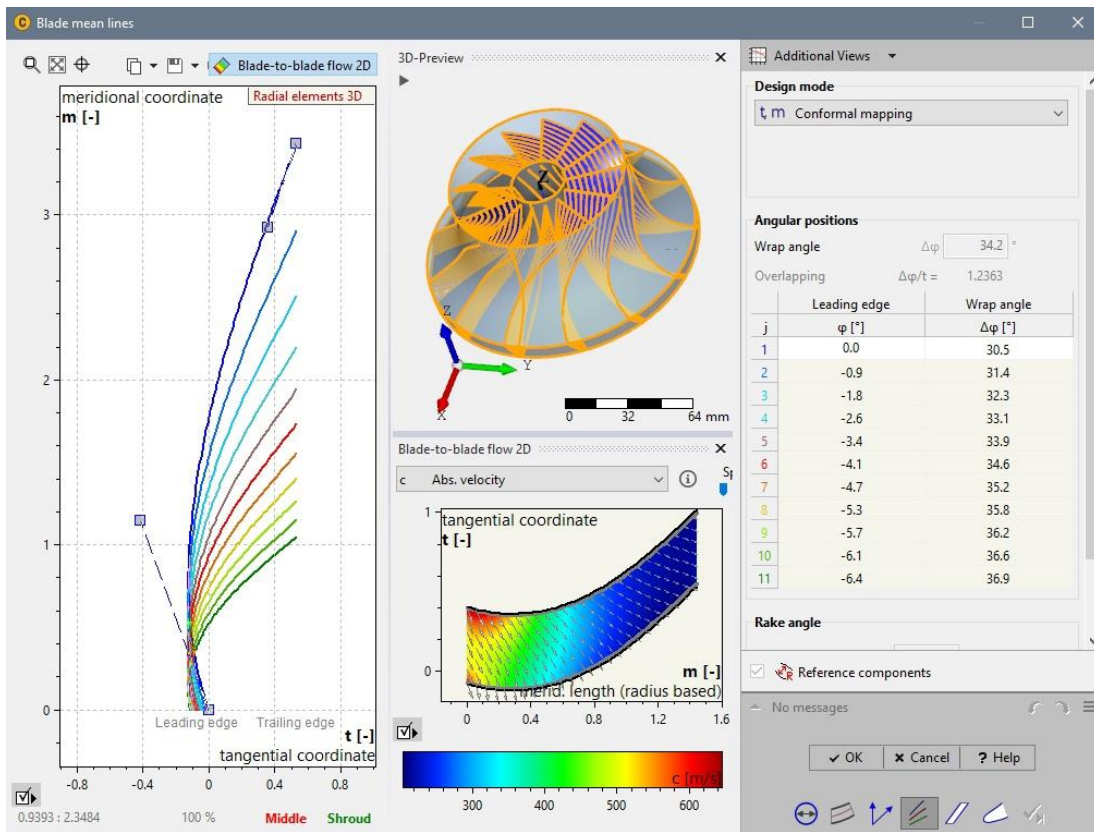 Blade mean lines
Blade-to-blade flow 2D
meridional coordinate
m [-]
Radial elements 3D
3
2
1
0
Leading edge Trailing edge
t [-]
tangential coordinate
-0.8 -0.4 0 0.4 0.8
0.9393 : 2.3484 100 % Middle Shroud
3D-Preview
Z
Z
Y
X
0 32 64 mm
Blade-to-blade flow 2D
c Abs. velocity
tangential coordinate
t [-]
1
0
m [-]
merid. length (radius based)
0 0.4 0.8 1.2 1.6
c [m/s]
300 400 500 600
Additional Views
Design mode
t, m Conformal mapping
Angular positions
Wrap angle Δφ 34.2 °
Overlapping Δφ/t = 1.2363
Leading edge Wrap angle
j φ [°] Δφ [°]
1 0.0 30.5
2 -0.9 31.4
3 -1.8 32.3
4 -2.6 33.1
5 -3.4 33.9
6 -4.1 34.6
7 -4.7 35.2
8 -5.3 35.8
9 -5.7 36.2
10 -6.1 36.6
11 -6.4 36.9
Rake angle
Reference components
No messages
OK Cancel ? Help